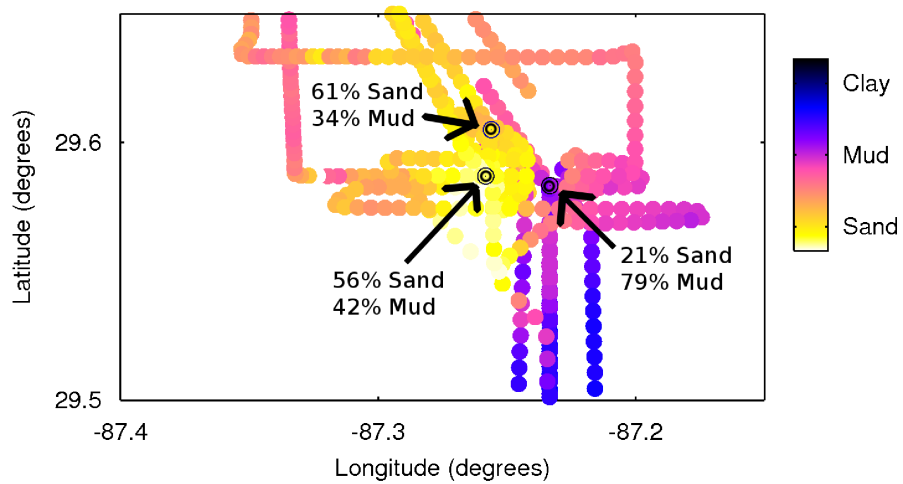 61% Sand
34% Mud
56% Sand
42% Mud
21% Sand
79% Mud
Latitude (degrees)
29.6
29.5
-87.4
-87.3
-87.2
Longitude (degrees)
Clay
Mud
Sand